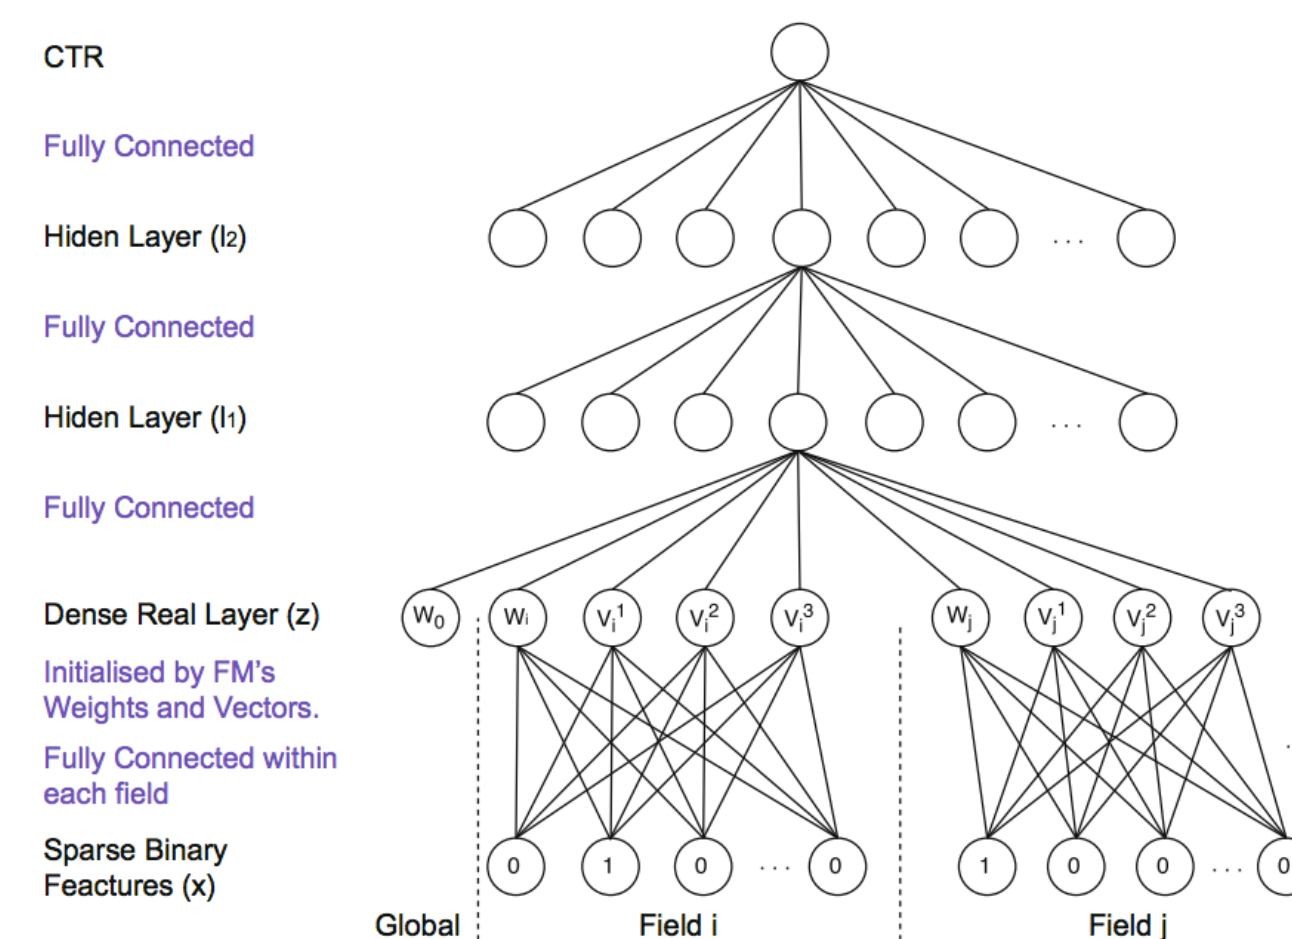 CTR
Fully Connected
Hiden Layer (l2)
. . .
Fully Connected
Hiden Layer (l1)
. . .
Fully Connected
Dense Real Layer (z)
W0 Wi Vi1 Vi2 Vi3 Wj Vj1 Vj2 Vj3
Initialised by FM's
Weights and Vectors.
Fully Connected within
each field
Sparse Binary
Feactures (x)
0 1 0 . . . 0 1 0 0 . . . 0
Global Field i Field j